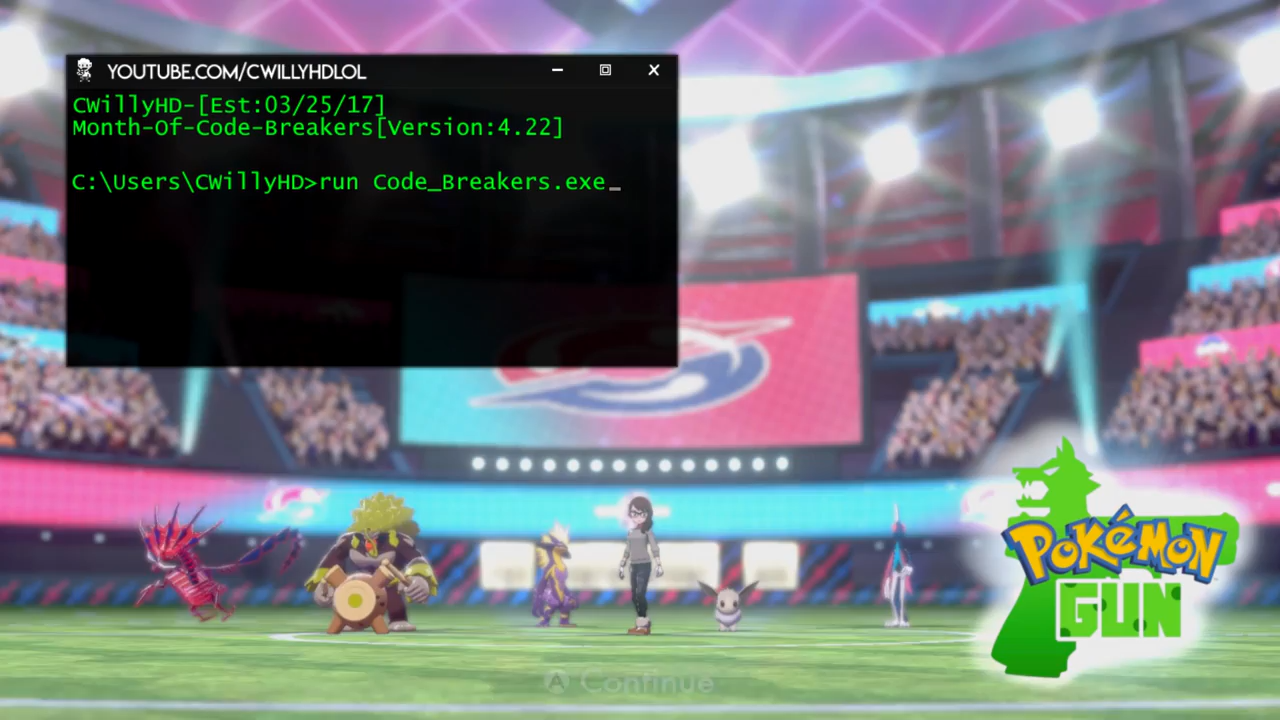 YOUTUBE.COM/CWILLYHDLOL
CWillyHD-[Est:03/25/17]
Month-Of-Code-Breakers[Version:4.22]
C:\Users\CWillyHD>run Code_Breakers.exe_
POKéMON
GUN
A Continue